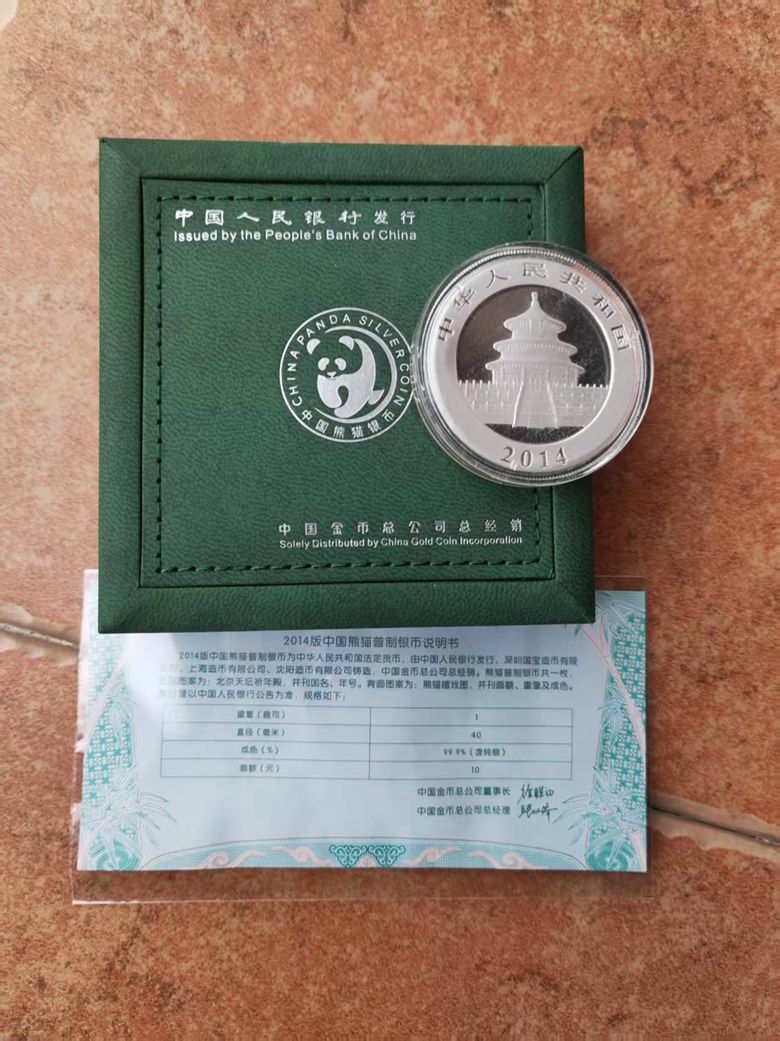 中国人民银行发行
Issued by the People's Bank of China
CHINA PANDA SILVER COIN
中国熊猫银币
中华人民共和国
2014
中国金币总公司总经销
Solely Distributed by China Gold Coin Incorporation
2014版中国熊猫普制银币说明书
2014版中国熊猫普制银币为中华人民共和国法定货币，由中国人民银行发行，深圳国宝造币有限
上海造币有限公司、沈阳造币有限公司铸造，中国金币总公司总经销。熊猫普制银币共一枚，
图案为：北京天坛祈年殿，并刊国名、年号。背面图案为：熊猫嬉戏图，并刊面额、重量及成色。
量以中国人民银行公告为准，规格如下：
重量（盎司） 1
直径（毫米） 40
成色（%） 99.9%（含纯银）
面额（元） 10
中国金币总公司董事长
中国金币总公司总经理